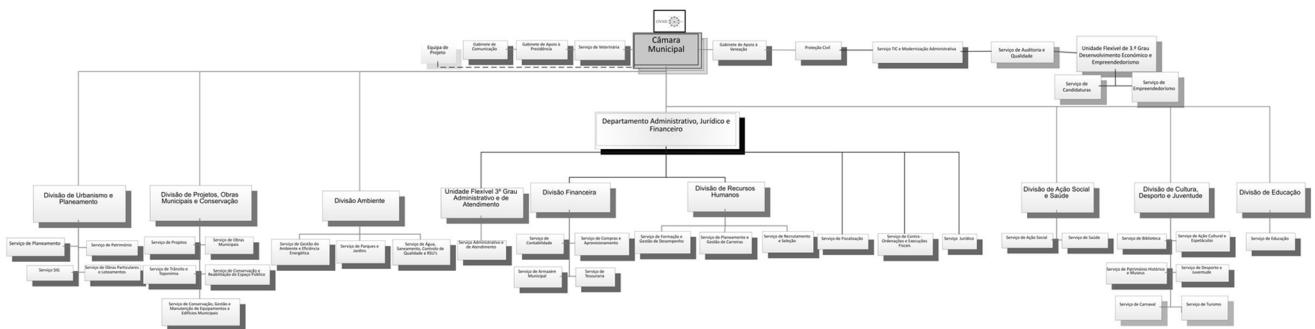 Câmara
Municipal
Equipa de
Projeto
Gabinete de
Comunicação
Gabinete de Apoio à
Presidência
Serviço de Veterinária
Gabinete de Apoio à
Vereação
Proteção Civil
Serviço TIC e Modernização Administrativa
Serviço de Auditoria e
Qualidade
Unidade Flexível de 3.º Grau
Desenvolvimento Económico e
Empreendedorismo
Serviço de
Candidaturas
Serviço de
Empreendedorismo
Departamento Administrativo, Jurídico e
Financeiro
Divisão de Urbanismo e
Planeamento
Divisão de Projetos, Obras
Municipais e Conservação
Divisão Ambiente
Unidade Flexível 3º Grau
Administrativo e de
Atendimento
Divisão Financeira
Divisão de Recursos
Humanos
Divisão de Ação Social
e Saúde
Divisão de Cultura,
Desporto e Juventude
Divisão de Educação
Serviço de Planeamento
Serviço de Património
Serviço SIG
Serviço de Obras Particulares
e Loteamentos
Serviço de Projetos
Serviço de Obras
Municipais
Serviço de Trânsito e
Toponímia
Serviço de Conservação e
Reabilitação do Espaço Público
Serviço de Conservação, Gestão e
Manutenção de Equipamentos e
Edifícios Municipais
Serviço de Gestão do
Ambiente e Eficiência
Energética
Serviço de Parques e
Jardins
Serviço de Água,
Saneamento, Controlo de
Qualidade e RSU's
Serviço Administrativo e
de Atendimento
Serviço de
Contabilidade
Serviço de Compras e
Aprovisionamento
Serviço de Armazém
Municipal
Serviço de
Tesouraria
Serviço de Formação e
Gestão de Desempenho
Serviço de Planeamento e
Gestão de Carreiras
Serviço de Recrutamento
e Seleção
Serviço de Fiscalização
Serviço de Contra-
Ordenações e Execuções
Fiscais
Serviço Jurídico
Serviço de Ação Social
Serviço de Saúde
Serviço de Biblioteca
Serviço de Ação Cultural e
Espetáculos
Serviço de Património Histórico
e Museus
Serviço de Desporto e
Juventude
Serviço de Carnaval
Serviço de Turismo
Serviço de Educação